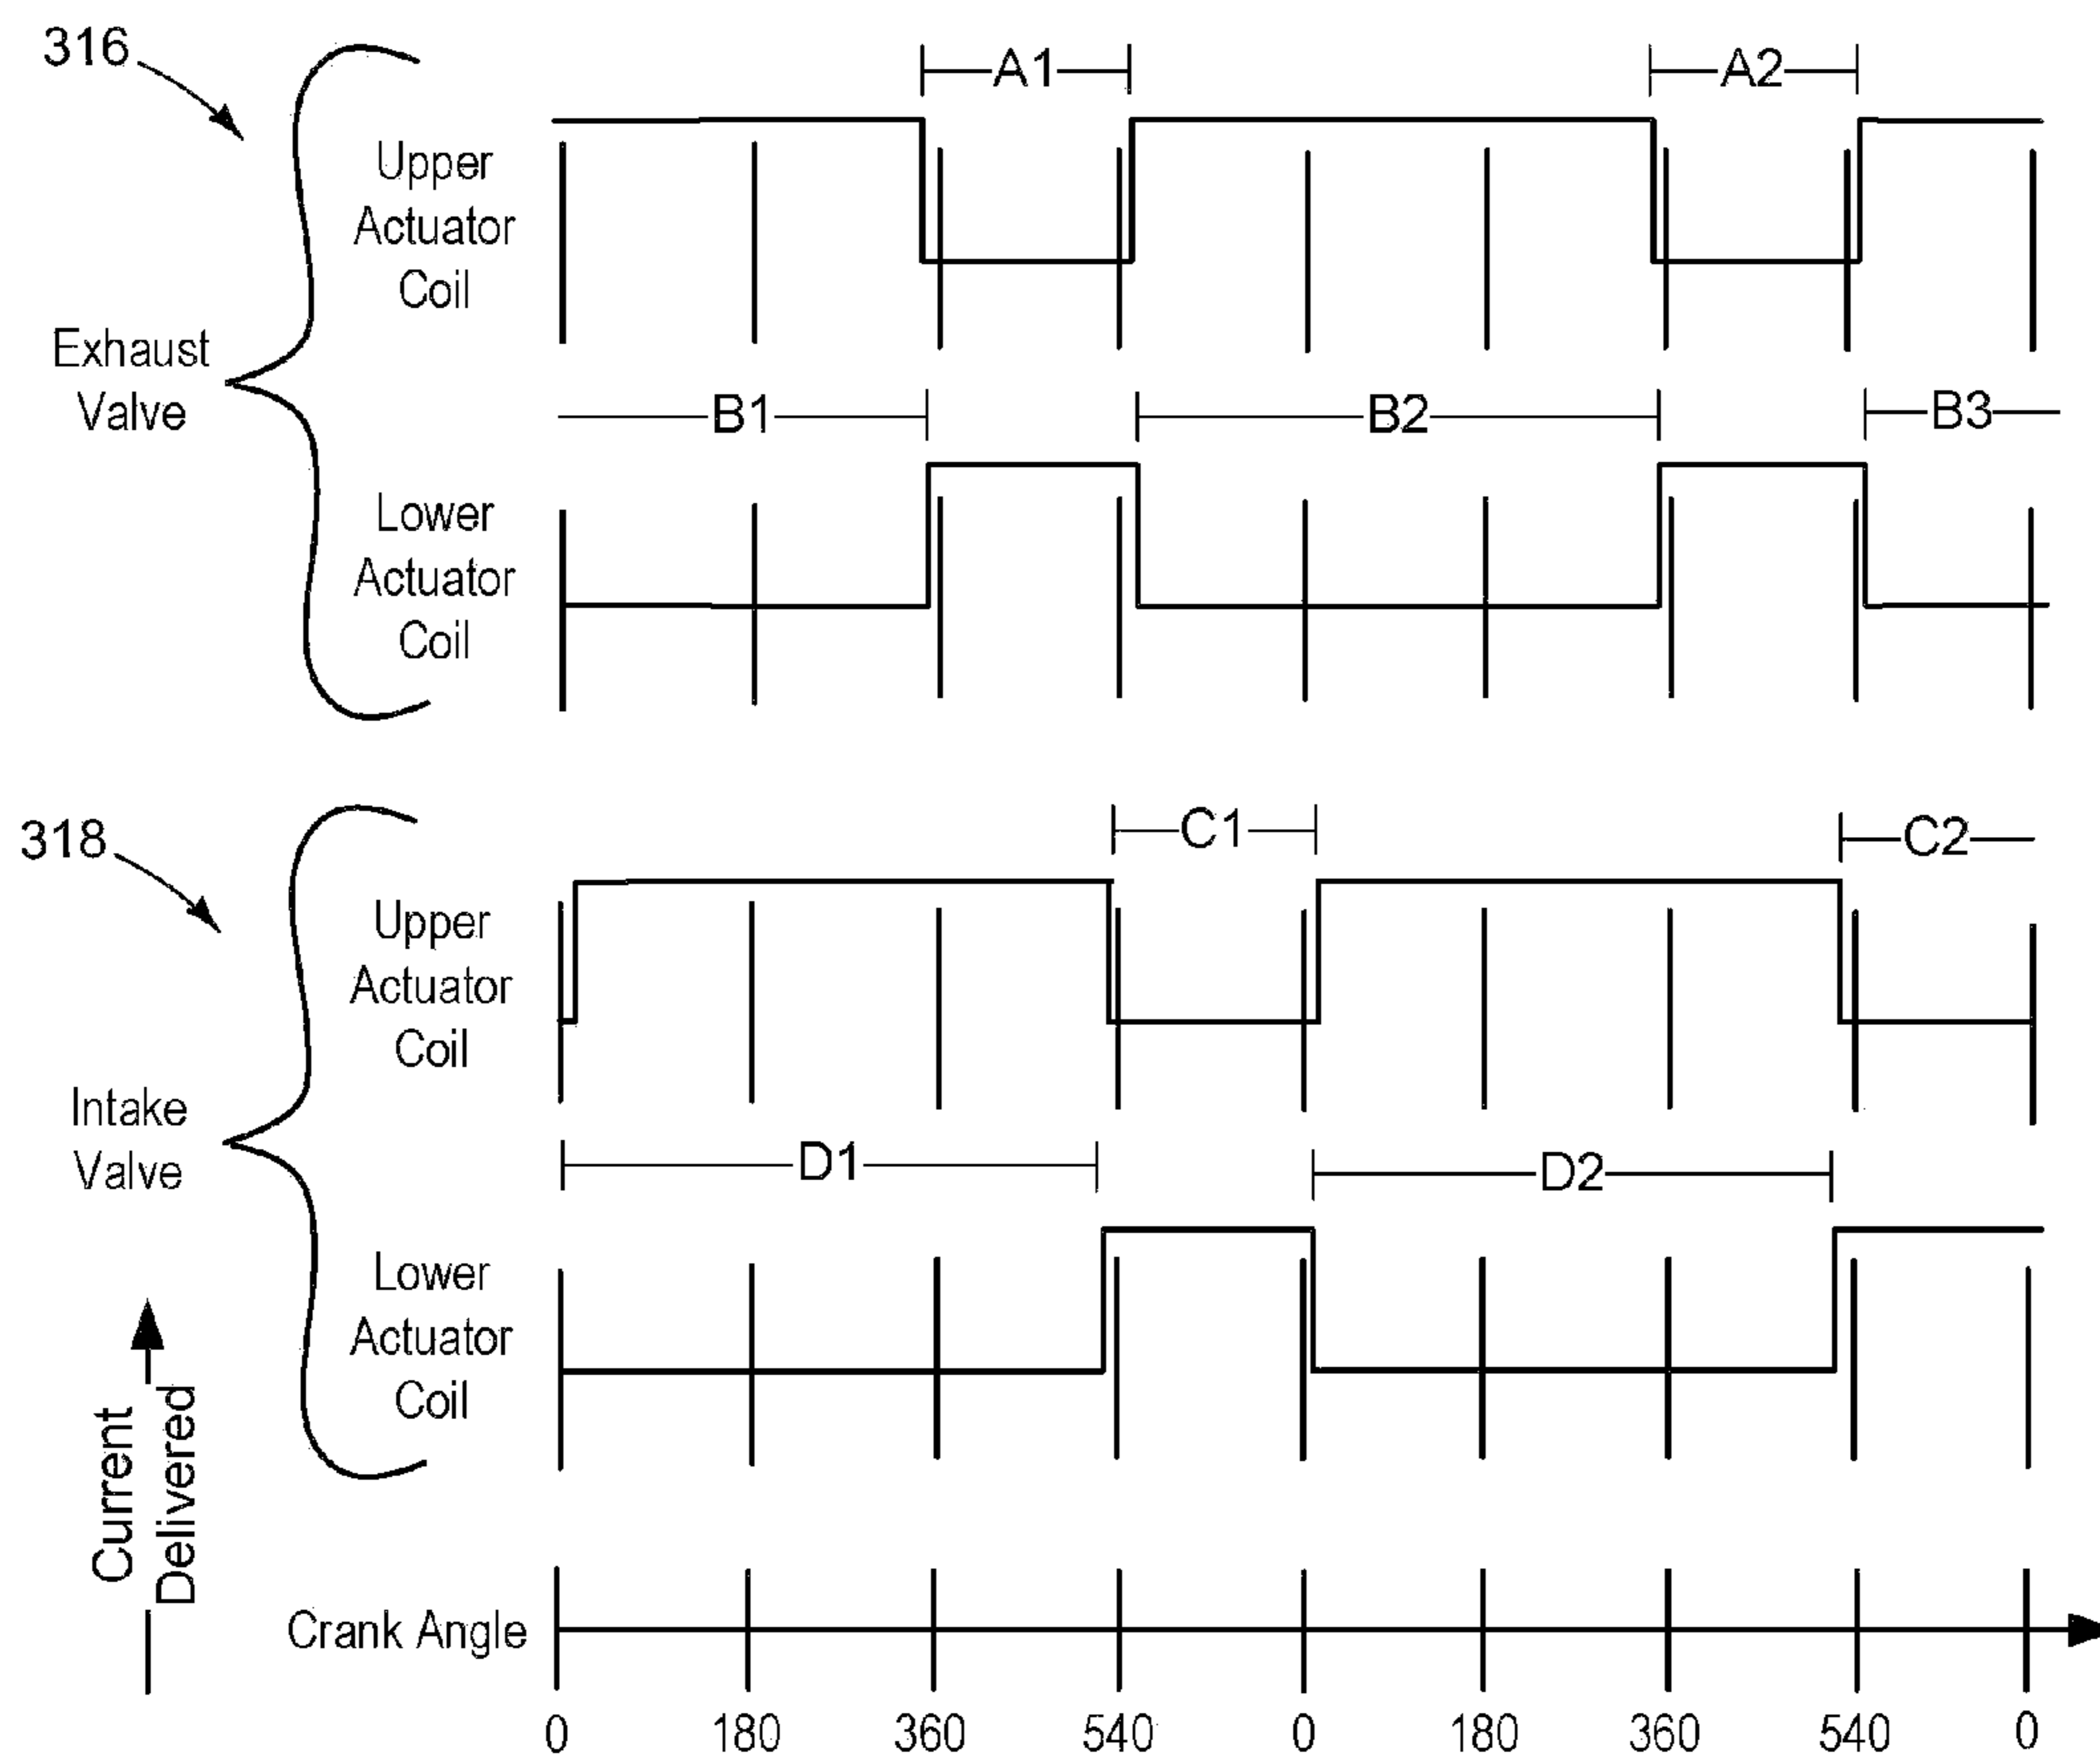 316
A1
A2
Upper
Actuator
Coil
Exhaust
Valve
B1
B2
B3
Lower
Actuator
Coil
318
C1
C2
Upper
Actuator
Coil
Intake
Valve
D1
D2
Lower
Actuator
Coil
Current
Delivered
Crank Angle
0 180 360 540 0 180 360 540 0